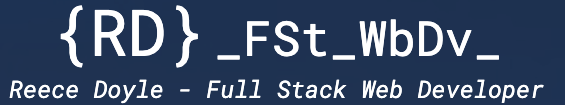 {RD} _FSt_WbDv_
Reece Doyle - Full Stack Web Developer